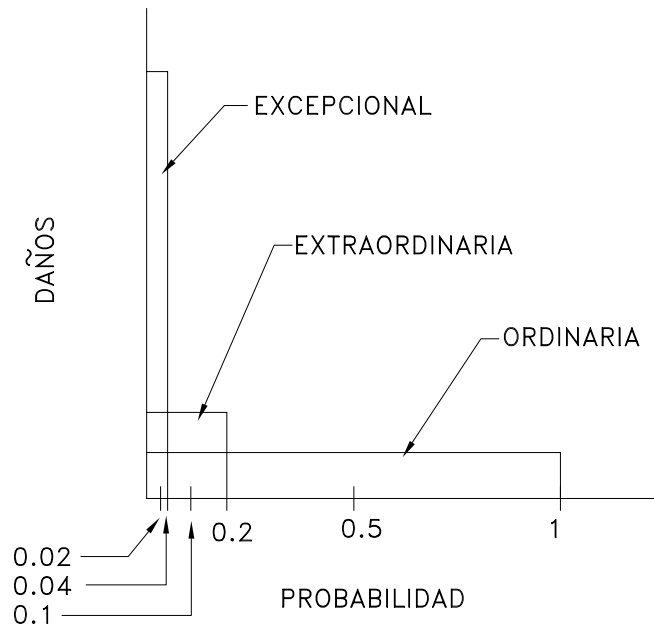 EXCEPCIONAL
DAÑOS
EXTRAORDINARIA
ORDINARIA
0.2
0.5
1
0.02
0.04
0.1
PROBABILIDAD